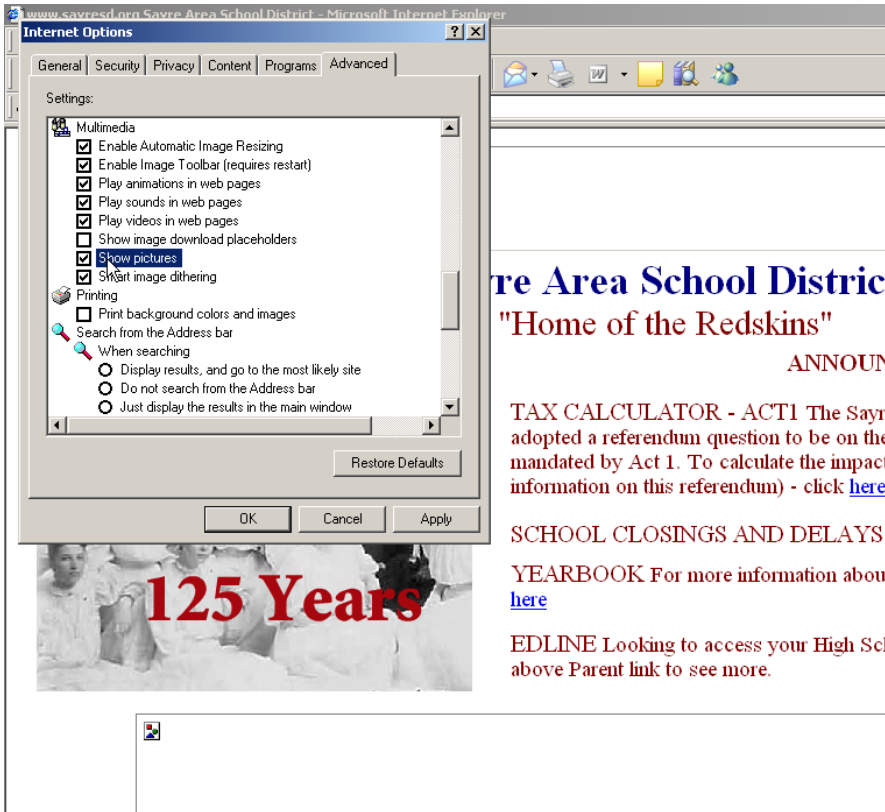 www.sayresd.org Sayre Area School District - Microsoft Internet Explorer
Internet Options
General Security Privacy Content Programs Advanced
Settings:
Multimedia
Enable Automatic Image Resizing
Enable Image Toolbar (requires restart)
Play animations in web pages
Play sounds in web pages
Play videos in web pages
Show image download placeholders
Show pictures
Smart image dithering
Printing
Print background colors and images
Search from the Address bar
When searching
Display results, and go to the most likely site
Do not search from the Address bar
Just display the results in the main window
Restore Defaults
OK Cancel Apply
re Area School Distric
"Home of the Redskins"
ANNOUN
TAX CALCULATOR - ACT1 The Sayr
adopted a referendum question to be on the
mandated by Act 1. To calculate the impact
information on this referendum) - click here
SCHOOL CLOSINGS AND DELAYS
YEARBOOK For more information abou
here
EDLINE Looking to access your High Sc
above Parent link to see more.
125 Years